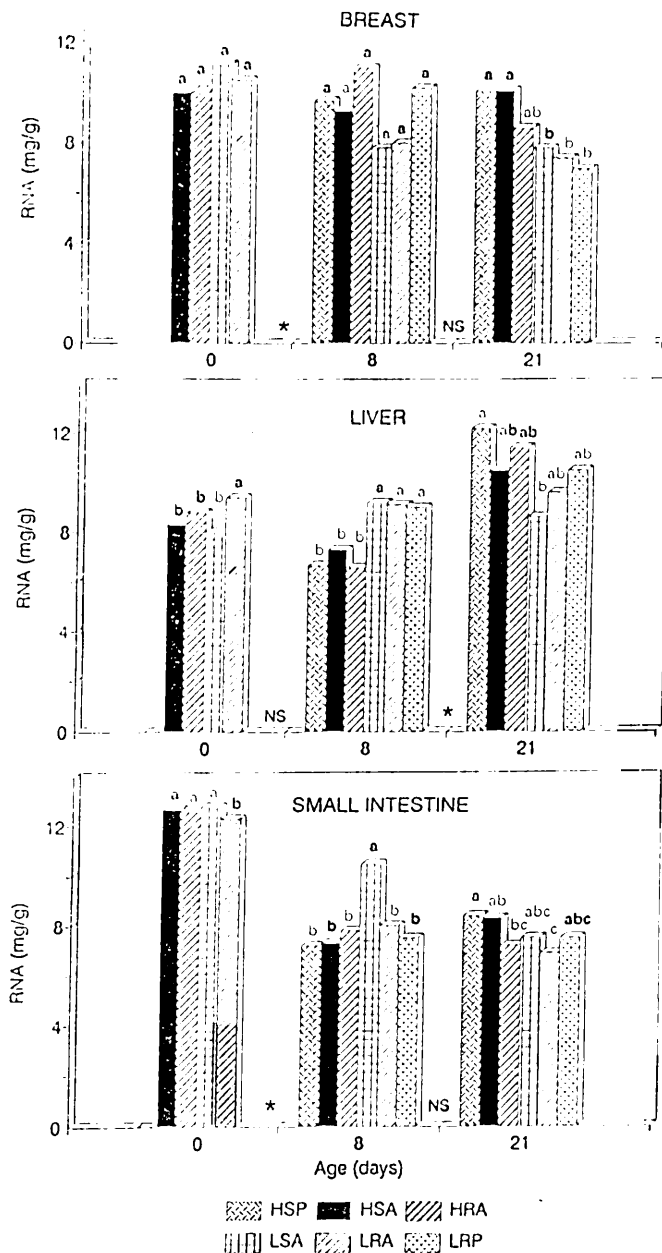 BREAST
12
a a a a
a a a a a a
a a ab b b b
8
4
0
RNA (mg/g)
* NS
0 8 21
LIVER
12
b b b a
b b b a a a
a ab ab b ab ab
8
4
0
RNA (mg/g)
NS *
0 8 21
SMALL INTESTINE
12
a a a b
b b b a b b
a ab bc abc c abc
8
4
0
RNA (mg/g)
* NS
0 8 21
Age (days)
HSP HSA HRA
LSA LRA LRP